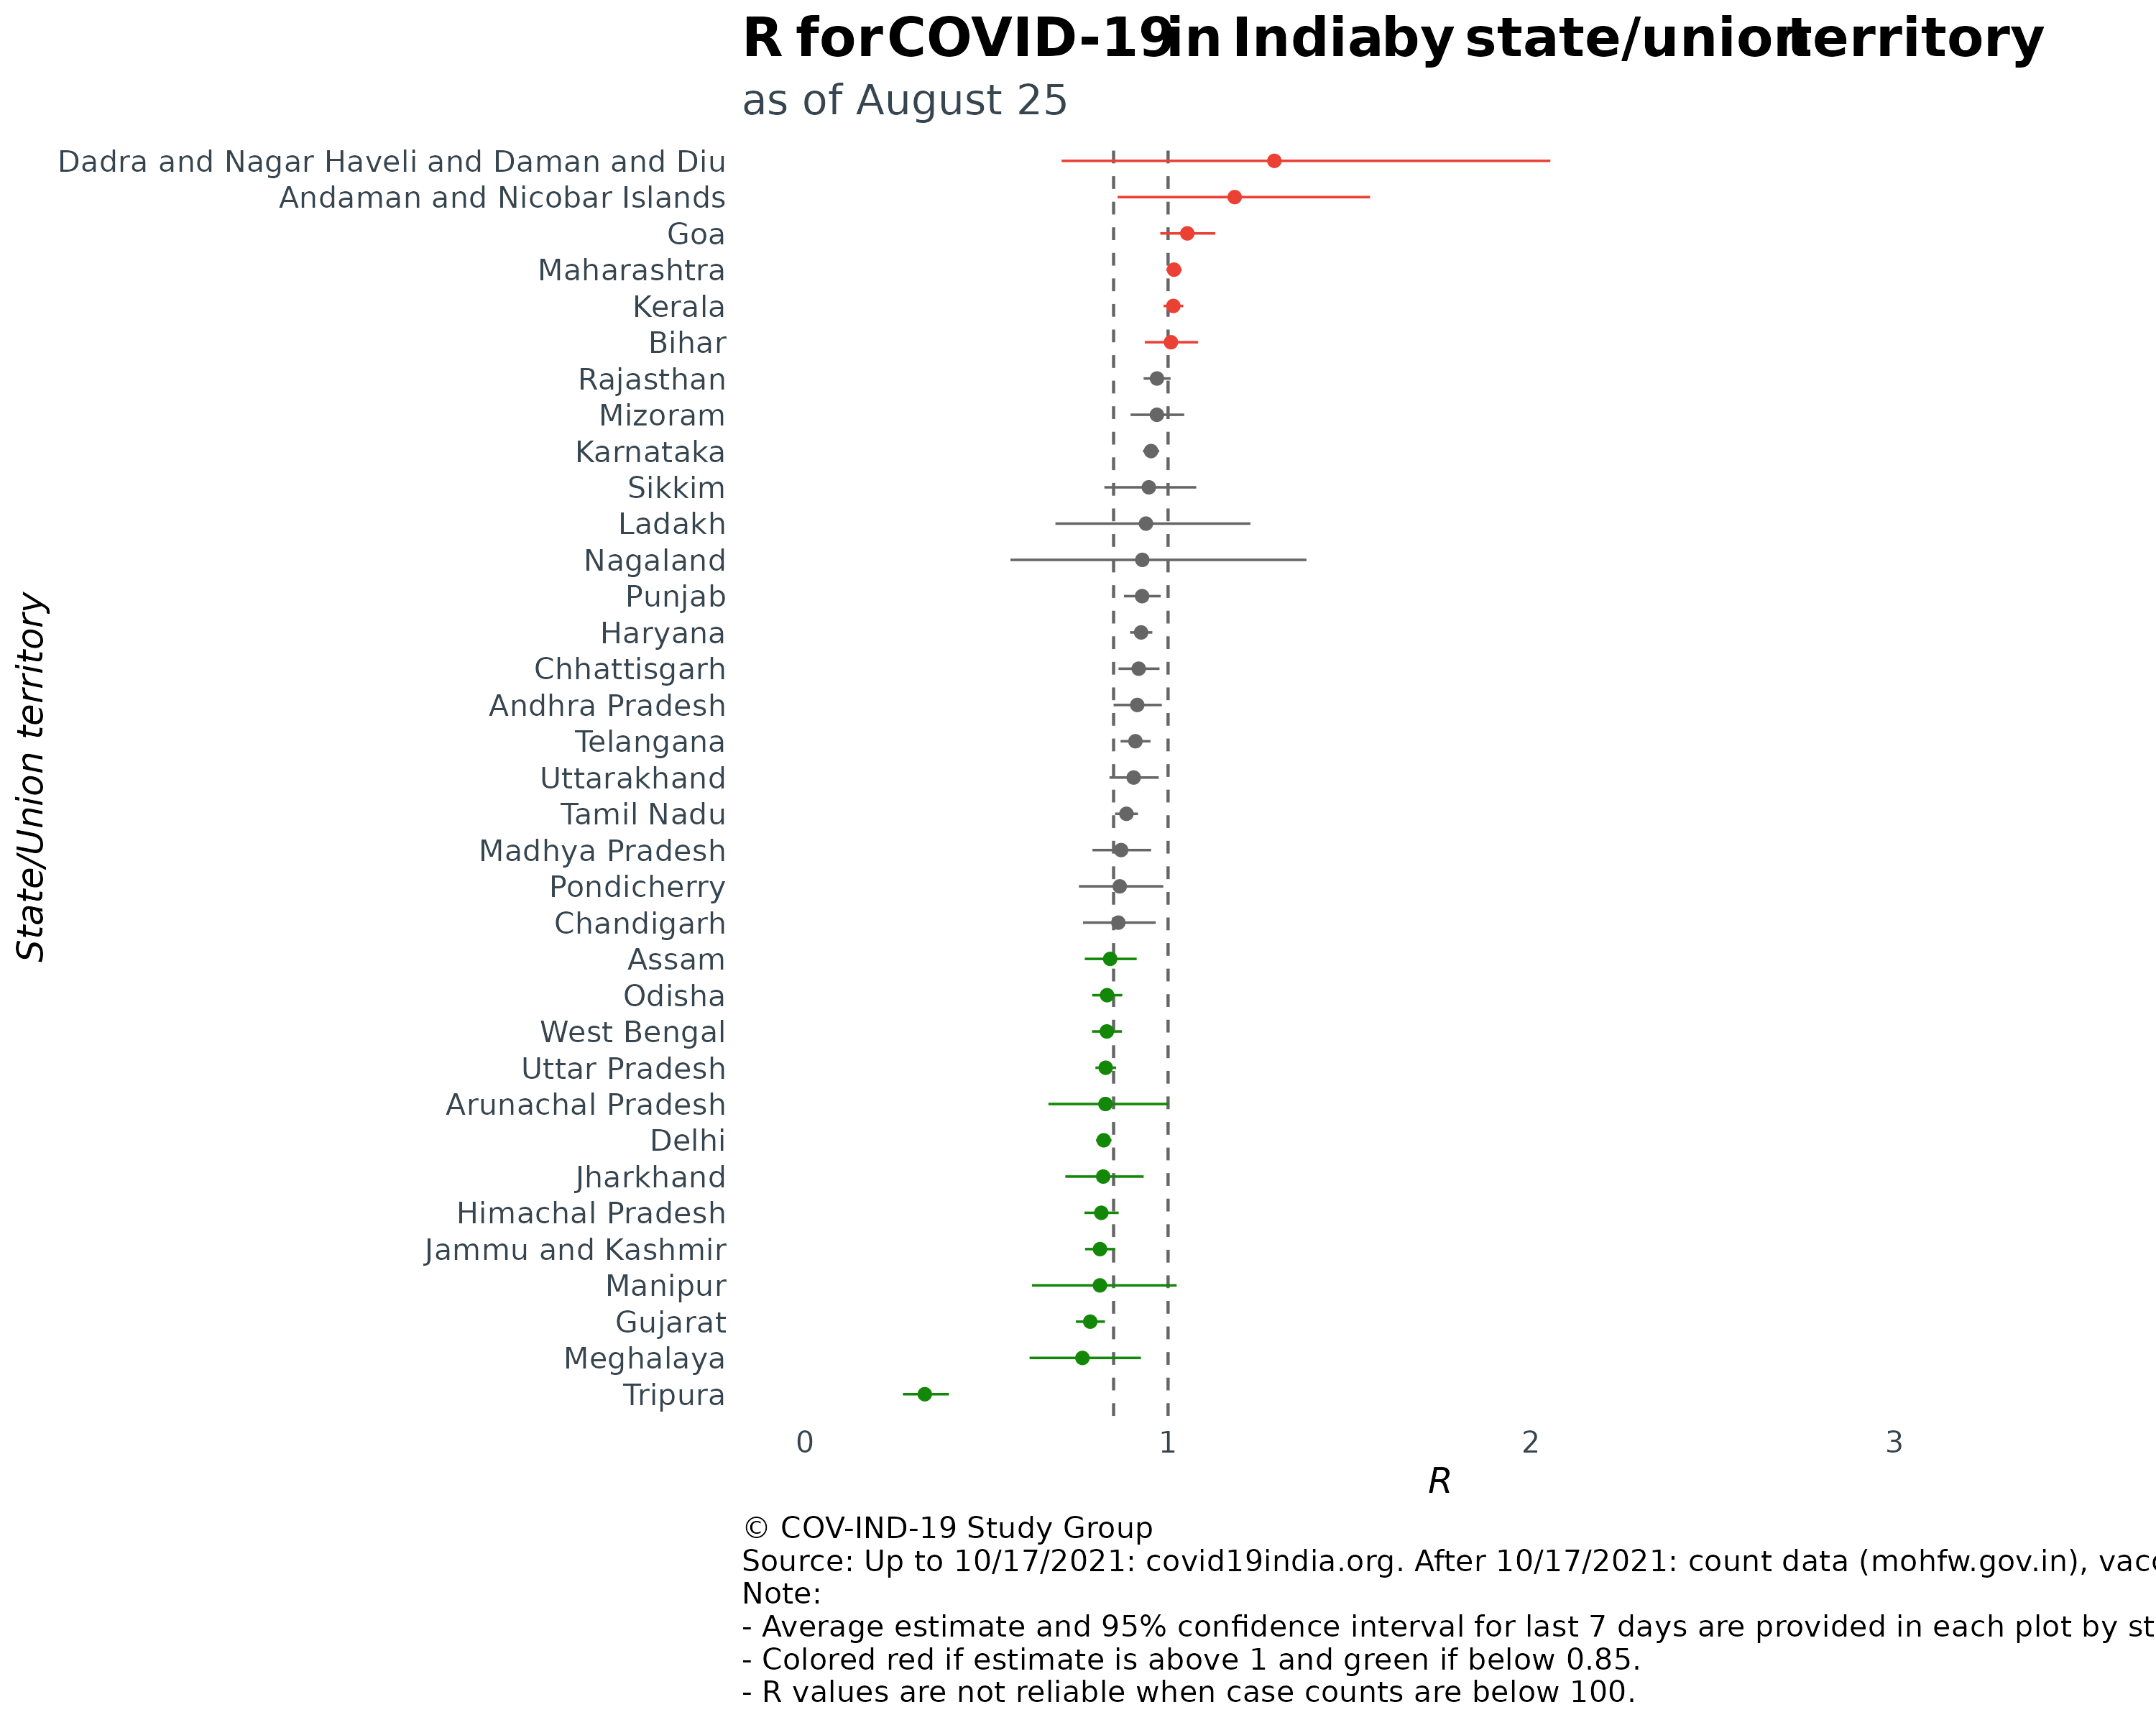 R for COVID-19 in India by state/union territory
as of August 25
Dadra and Nagar Haveli and Daman and Diu
Andaman and Nicobar Islands
Goa
Maharashtra
Kerala
Bihar
Rajasthan
Mizoram
Karnataka
Sikkim
Ladakh
Nagaland
Punjab
Haryana
Chhattisgarh
Andhra Pradesh
Telangana
Uttarakhand
Tamil Nadu
Madhya Pradesh
Pondicherry
Chandigarh
Assam
Odisha
West Bengal
Uttar Pradesh
Arunachal Pradesh
Delhi
Jharkhand
Himachal Pradesh
Jammu and Kashmir
Manipur
Gujarat
Meghalaya
Tripura
State/Union territory
0 1 2 3
R
© COV-IND-19 Study Group
Source: Up to 10/17/2021: covid19india.org. After 10/17/2021: count data (mohfw.gov.in),
Note:
- Average estimate and 95% confidence interval for last 7 days are provided in each plot by
- Colored red if estimate is above 1 and green if below 0.85.
- R values are not reliable when case counts are below 100.